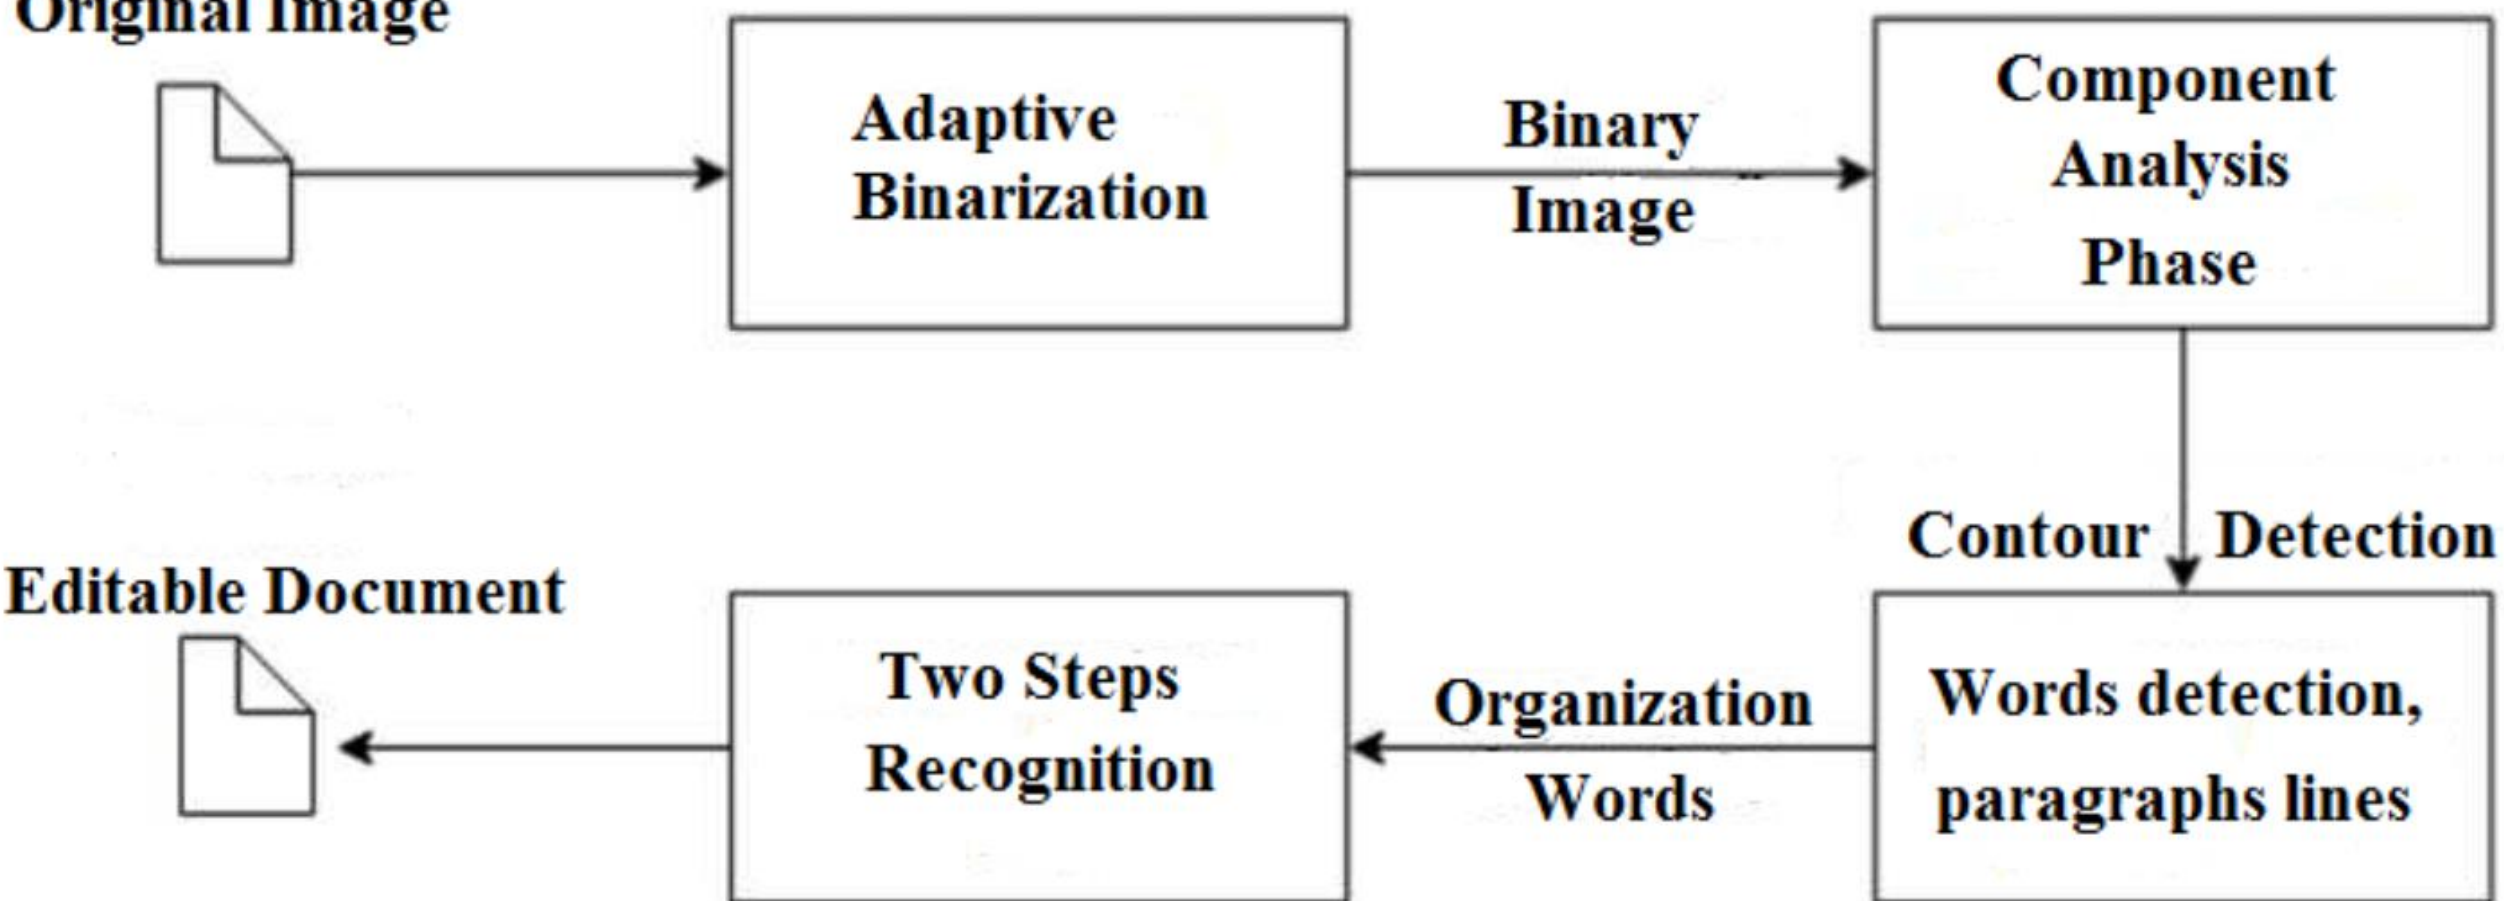 Original Image
Adaptive
Binarization
Binary
Image
Component
Analysis
Phase
Contour Detection
Words detection,
paragraphs lines
Organization
Words
Two Steps
Recognition
Editable Document